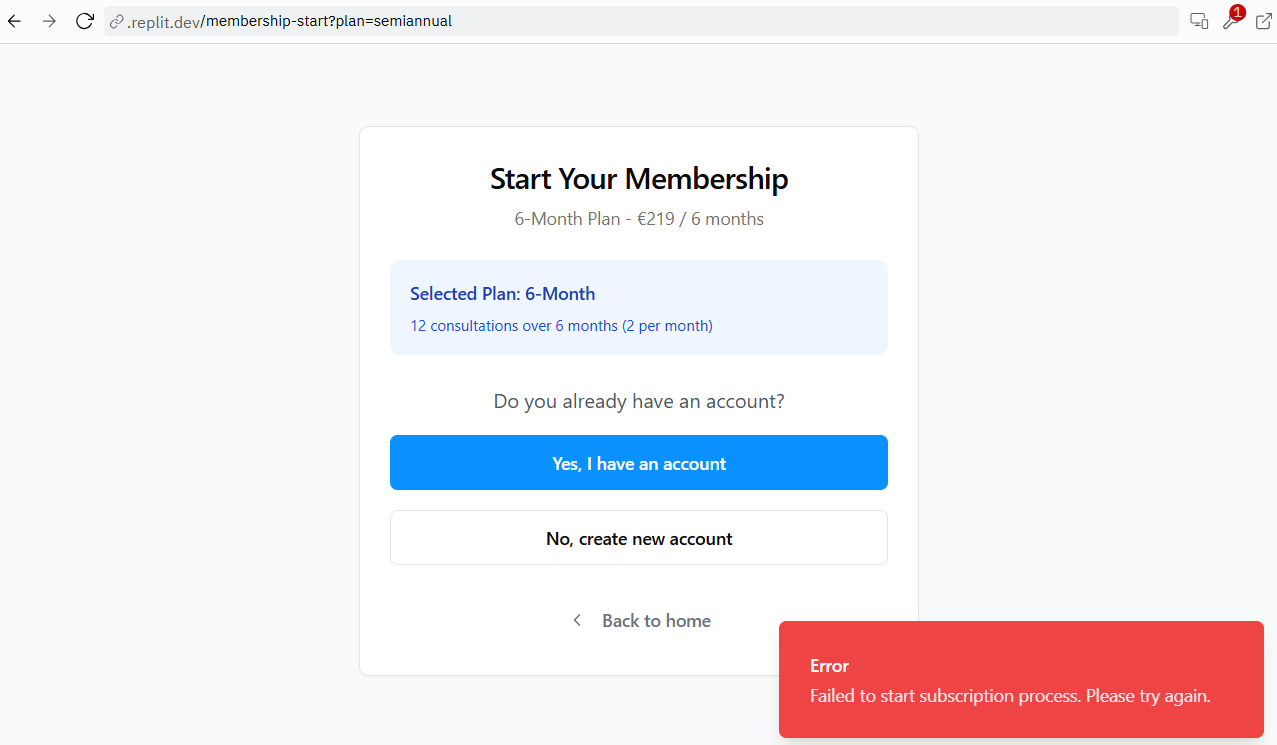 .replit.dev/membership-start?plan=semiannual
1
Start Your Membership
6-Month Plan - €219 / 6 months
Selected Plan: 6-Month
12 consultations over 6 months (2 per month)
Do you already have an account?
Yes, I have an account
No, create new account
Back to home
Error
Failed to start subscription process. Please try again.